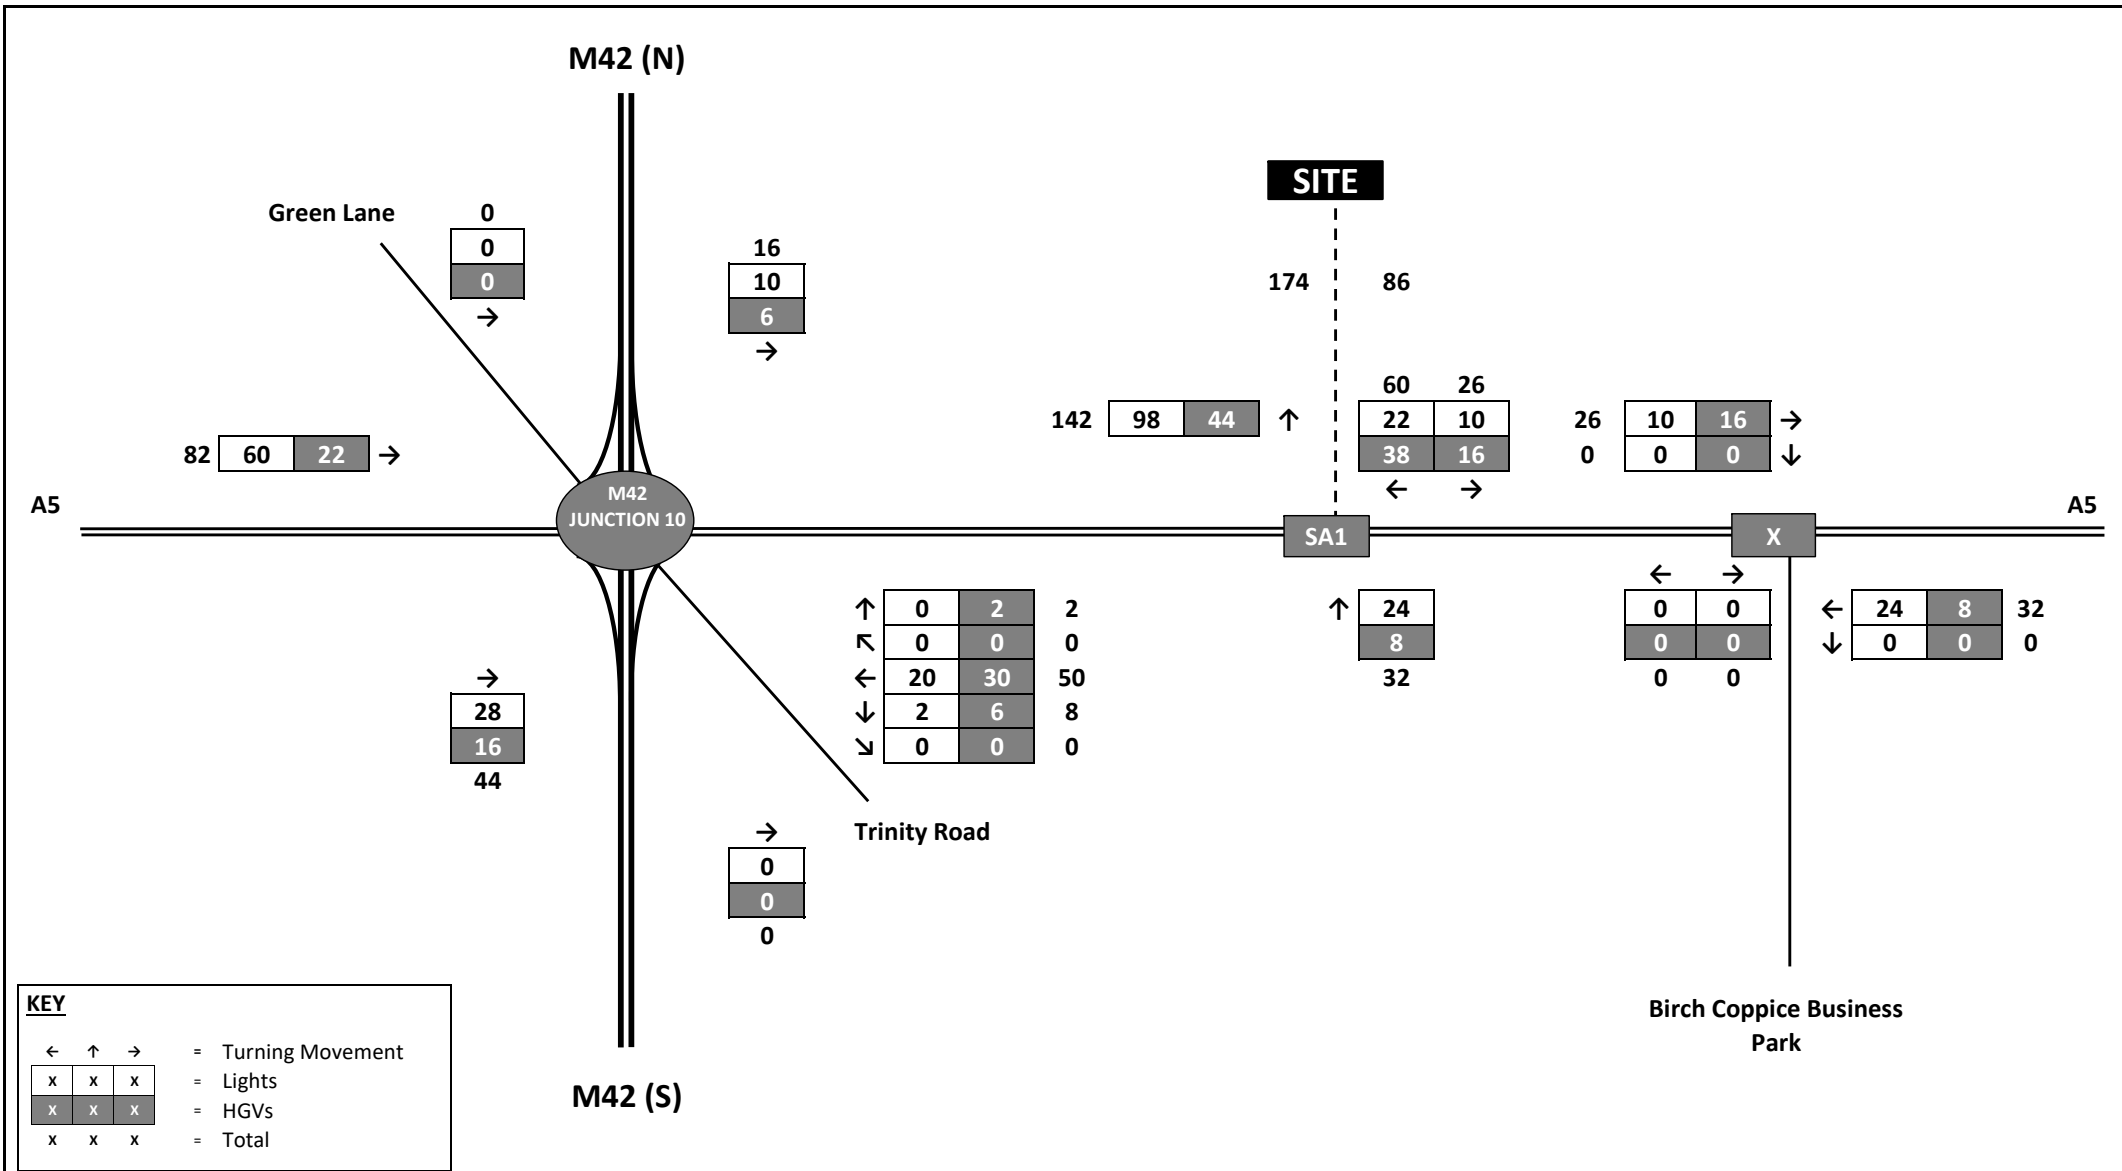 M42 (N)
SITE
Green Lane
0
0
0
→
16
10
6
→
174 86
60 26
142 98 44 ↑ 22 10 26 10 16 →
38 16 0 0 0 ↓
← →
82 60 22 →
A5
A5
M42
JUNCTION 10
SA1
X
← →
↑ 0 2 2
↖ 0 0 0
← 20 30 50
↓ 2 6 8
↘ 0 0 0
↑ 24
8
32
0 0
0 0
0 0
← 24 8 32
↓ 0 0 0
→
28
16
44
Trinity Road
→
0
0
0
Birch Coppice Business
Park
M42 (S)
KEY
← ↑ → = Turning Movement
x x x = Lights
x x x = HGVs
x x x = Total